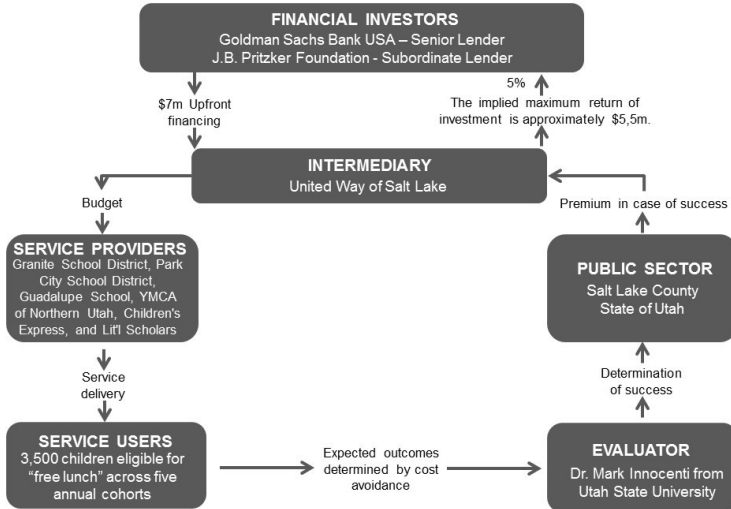 FINANCIAL INVESTORS
Goldman Sachs Bank USA – Senior Lender
J.B. Pritzker Foundation - Subordinate Lender
$7m Upfront
financing
5%
The implied maximum return of
investment is approximately $5,5m.
INTERMEDIARY
United Way of Salt Lake
Budget
Premium in case of success
SERVICE PROVIDERS
Granite School District, Park
City School District,
Guadalupe School, YMCA
of Northern Utah, Children's
Express, and Lit'l Scholars
PUBLIC SECTOR
Salt Lake County
State of Utah
Service
delivery
Determination
of success
SERVICE USERS
3,500 children eligible for
“free lunch” across five
annual cohorts
Expected outcomes
determined by cost
avoidance
EVALUATOR
Dr. Mark Innocenti from
Utah State University